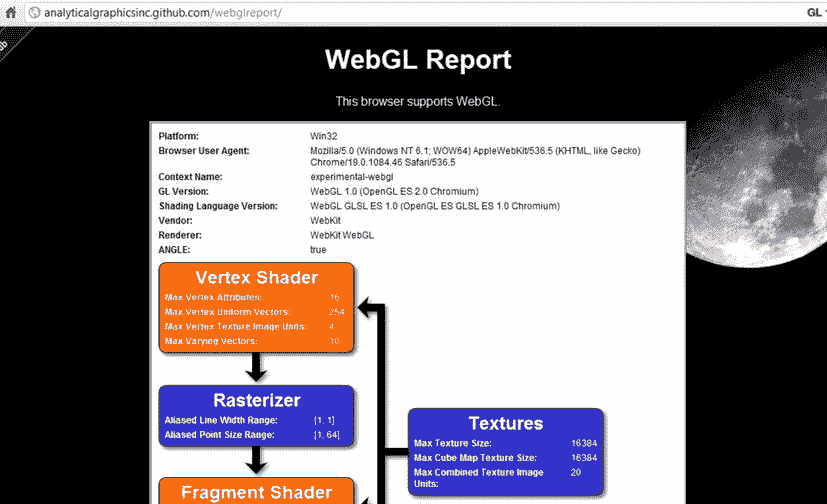 analyticalgraphicsinc.github.com/webglreport/
GL
WebGL Report
This browser supports WebGL.
Platform: Win32
Browser User Agent: Mozilla/5.0 (Windows NT 6.1; WOW64) AppleWebKit/536.5 (KHTML, like Gecko)
Chrome/19.0.1084.46 Safari/536.5
Context Name: experimental-webgl
GL Version: WebGL 1.0 (OpenGL ES 2.0 Chromium)
Shading Language Version: WebGL GLSL ES 1.0 (OpenGL ES GLSL ES 1.0 Chromium)
Vendor: WebKit
Renderer: WebKit WebGL
ANGLE: true
Vertex Shader
Max Vertex Attributes: 16
Max Vertex Uniform Vectors: 254
Max Vertex Texture Image Units: 4
Max Varying Vectors: 10
Rasterizer
Aliased Line Width Range: [1, 1]
Aliased Point Size Range: [1, 64]
Textures
Max Texture Size: 16384
Max Cube Map Texture Size: 16384
Max Combined Texture Image 20
Units:
Fragment Shader